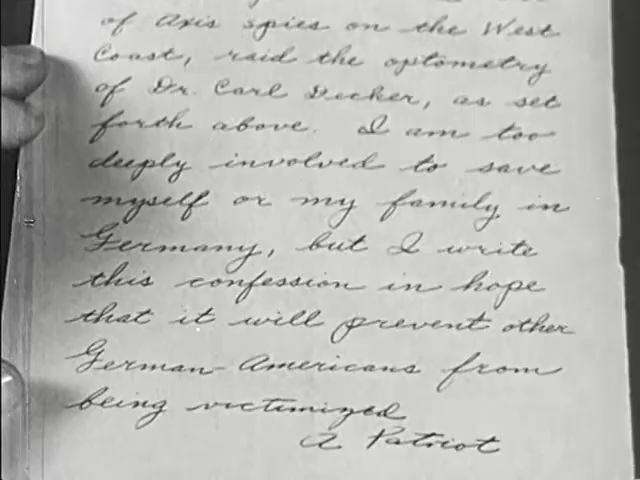 of Axis spies on the West
Coast, raid the optometry
of Dr. Carl Decker, as set
forth above. I am too
deeply involved to save
myself or my family in
Germany, but I write
this confession in hope
that it will prevent other
German-Americans from
being victimized
A Patriot